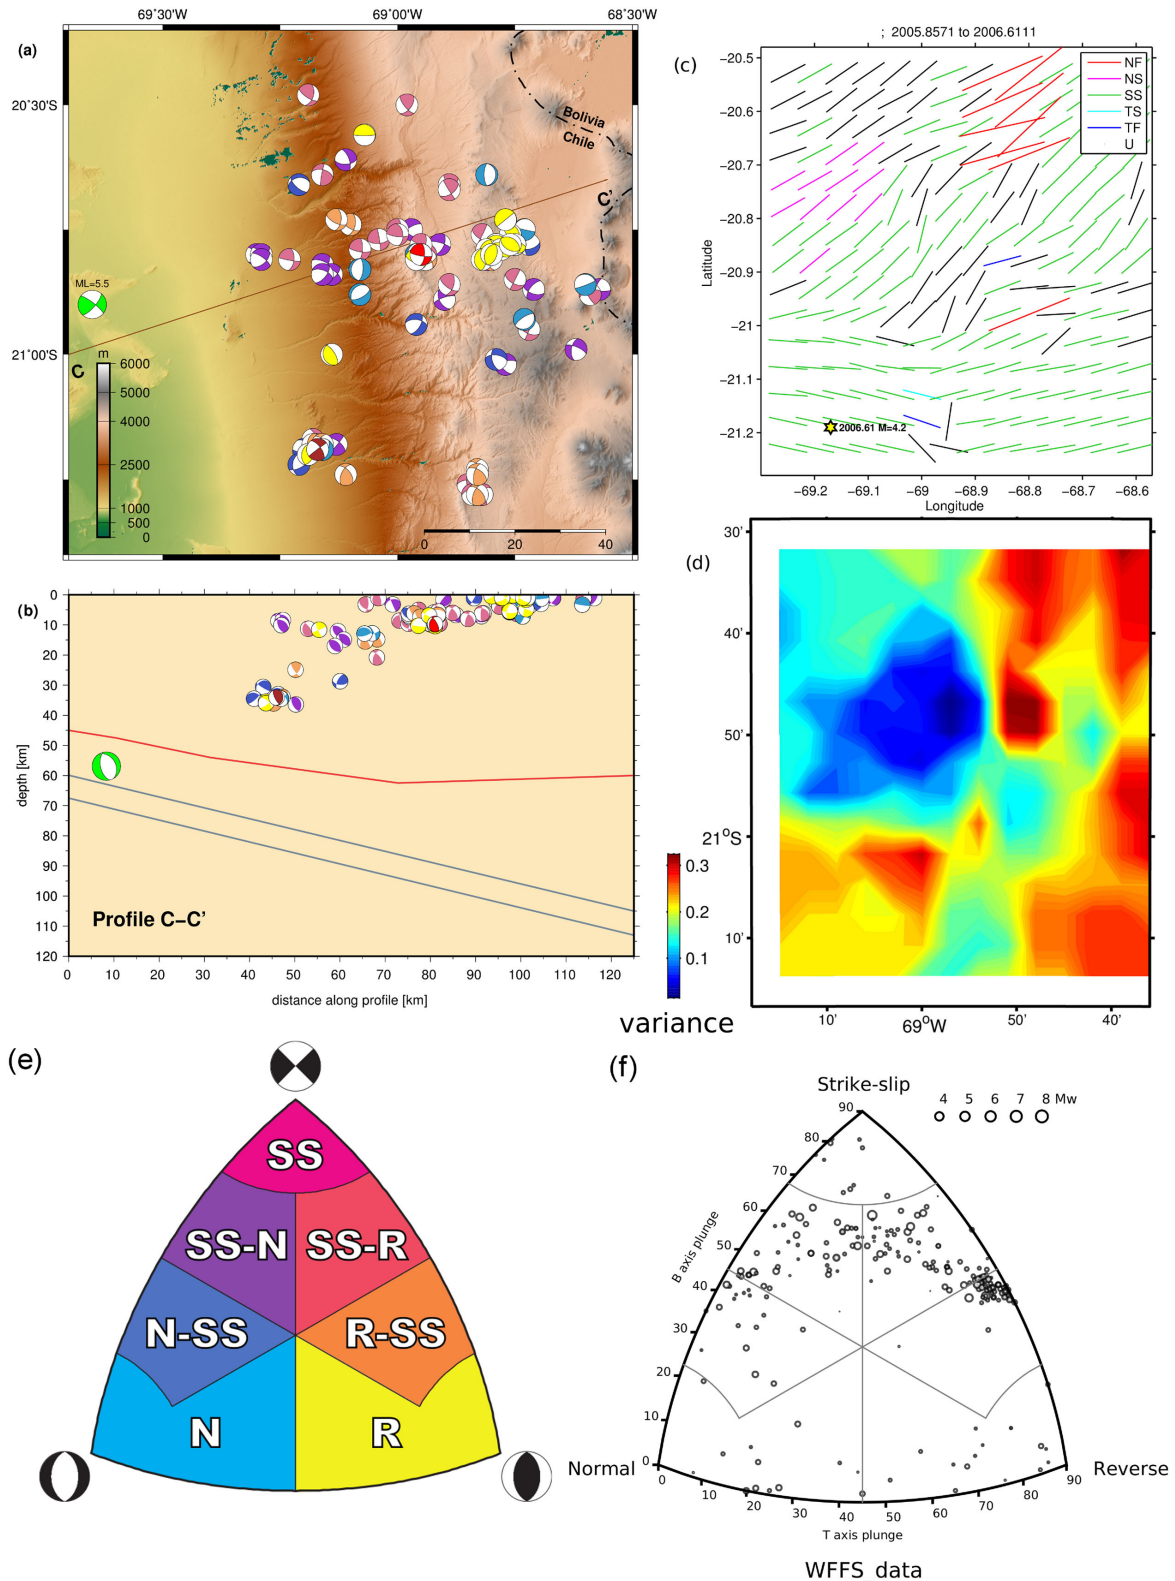 69°30'W
69°00'W
68°30'W
(a)
20°30'S
21°00'S
Bolivia
Chile
C'
ML=5.5
C
m
6000
5000
4000
2500
1000
500
0
0 20 40
(b)
0
10
20
30
40
50
60
70
80
90
100
110
120
depth [km]
Profile C–C'
0 10 20 30 40 50 60 70 80 90 100 110 120
distance along profile [km]
(c)
; 2005.8571 to 2006.6111
−20.5
−20.6
−20.7
−20.8
−20.9
−21
−21.1
−21.2
Latitude
NF
NS
SS
TS
TF
U
2006.61 M=4.2
−69.2 −69.1 −69 −68.9 −68.8 −68.7 −68.6
Longitude
(d)
30'
40'
50'
21°S
10'
10' 69°W 50' 40'
0.3
0.2
0.1
variance
(e)
SS
SS-N SS-R
N-SS R-SS
N R
(f)
Strike-slip
4 5 6 7 8 Mw
90
80
70
60
50
40
30
20
10
0
B axis plunge
Normal
Reverse
0 10 20 30 40 50 60 70 80 90
T axis plunge
WFFS data